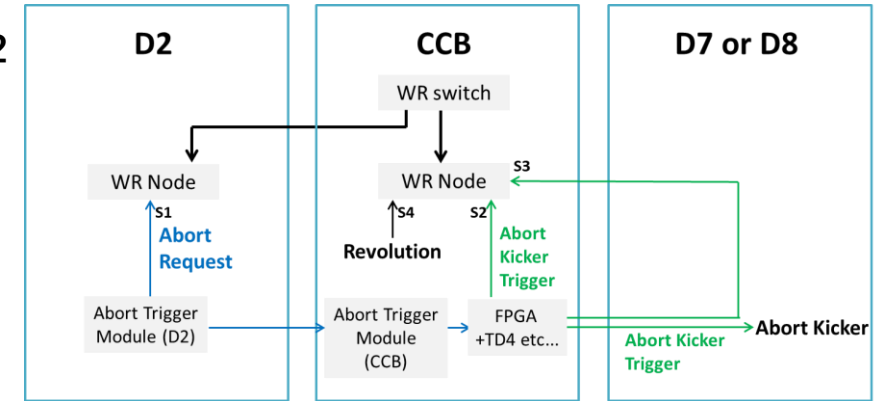 2
D2
CCB
D7 or D8
WR switch
WR Node
WR Node
S3
S1
S4
S2
Abort
Request
Revolution
Abort
Kicker
Trigger
Abort Trigger
Module (D2)
Abort Trigger
Module
(CCB)
FPGA
+TD4 etc...
Abort Kicker
Abort Kicker
Trigger